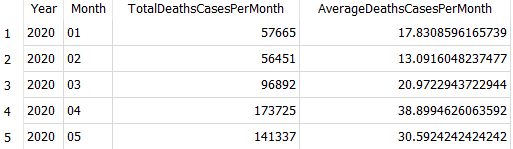 Year Month TotalDeathsCasesPerMonth AverageDeathsCasesPerMonth
1 2020 01 57665 17.8308596165739
2 2020 02 56451 13.0916048237477
3 2020 03 96892 20.9722943722944
4 2020 04 173725 38.8994626063592
5 2020 05 141337 30.5924242424242